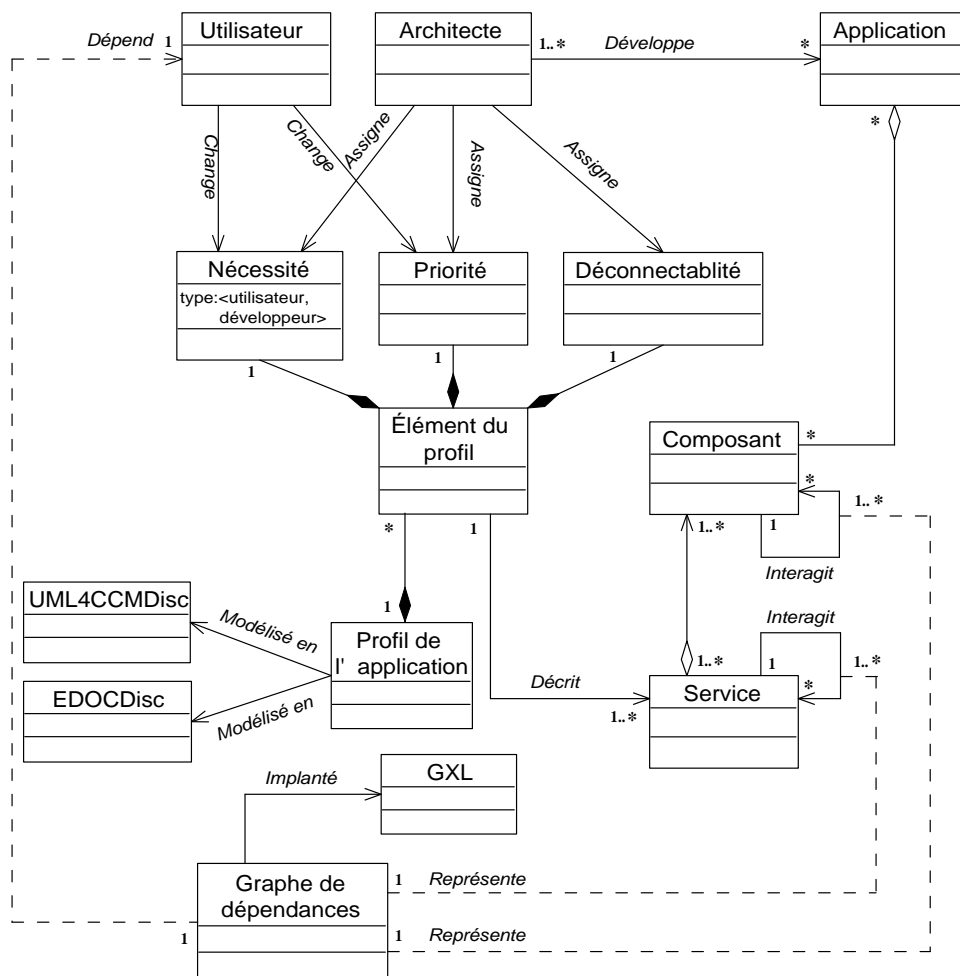 Utilisateur
Architecte
Application
Dépend
1
1..*
Développe
*
*
Change
Change
Assigne
Assigne
Assigne
Nécessité
type:<utilisateur,
développeur>
Priorité
Déconnectablité
1
1
1
Élément du
profil
Composant
*
*
1..*
*
1
1..*
1
Interagit
UML4CCMDisc
Modélisé en
1
Profil de
l' application
Interagit
1..*
1
1..*
*
EDOCDisc
Modélisé en
Décrit
1..*
Service
Implanté
GXL
Graphe de
dépendances
1
Représente
1
1
Représente